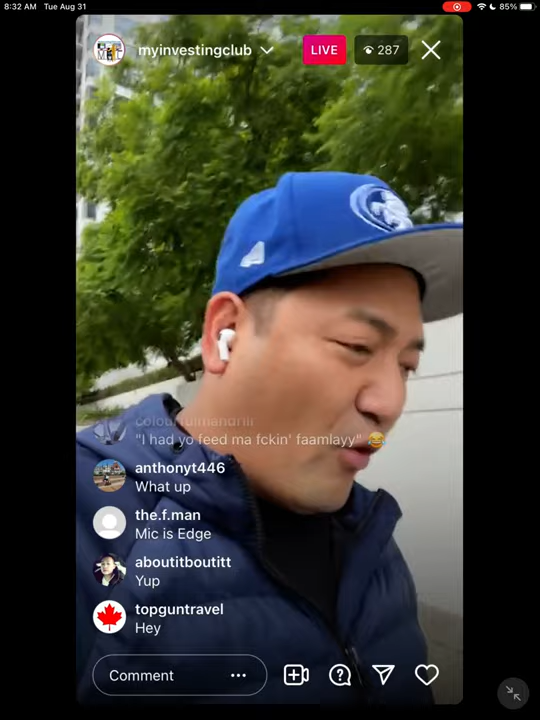 8:32 AM Tue Aug 31
85%
myinvestingclub
LIVE
287
colourfulmandrill
"I had yo feed ma fckin' faamlayy" 😂
anthonyt446
What up
the.f.man
Mic is Edge
aboutitboutitt
Yup
topguntravel
Hey
Comment